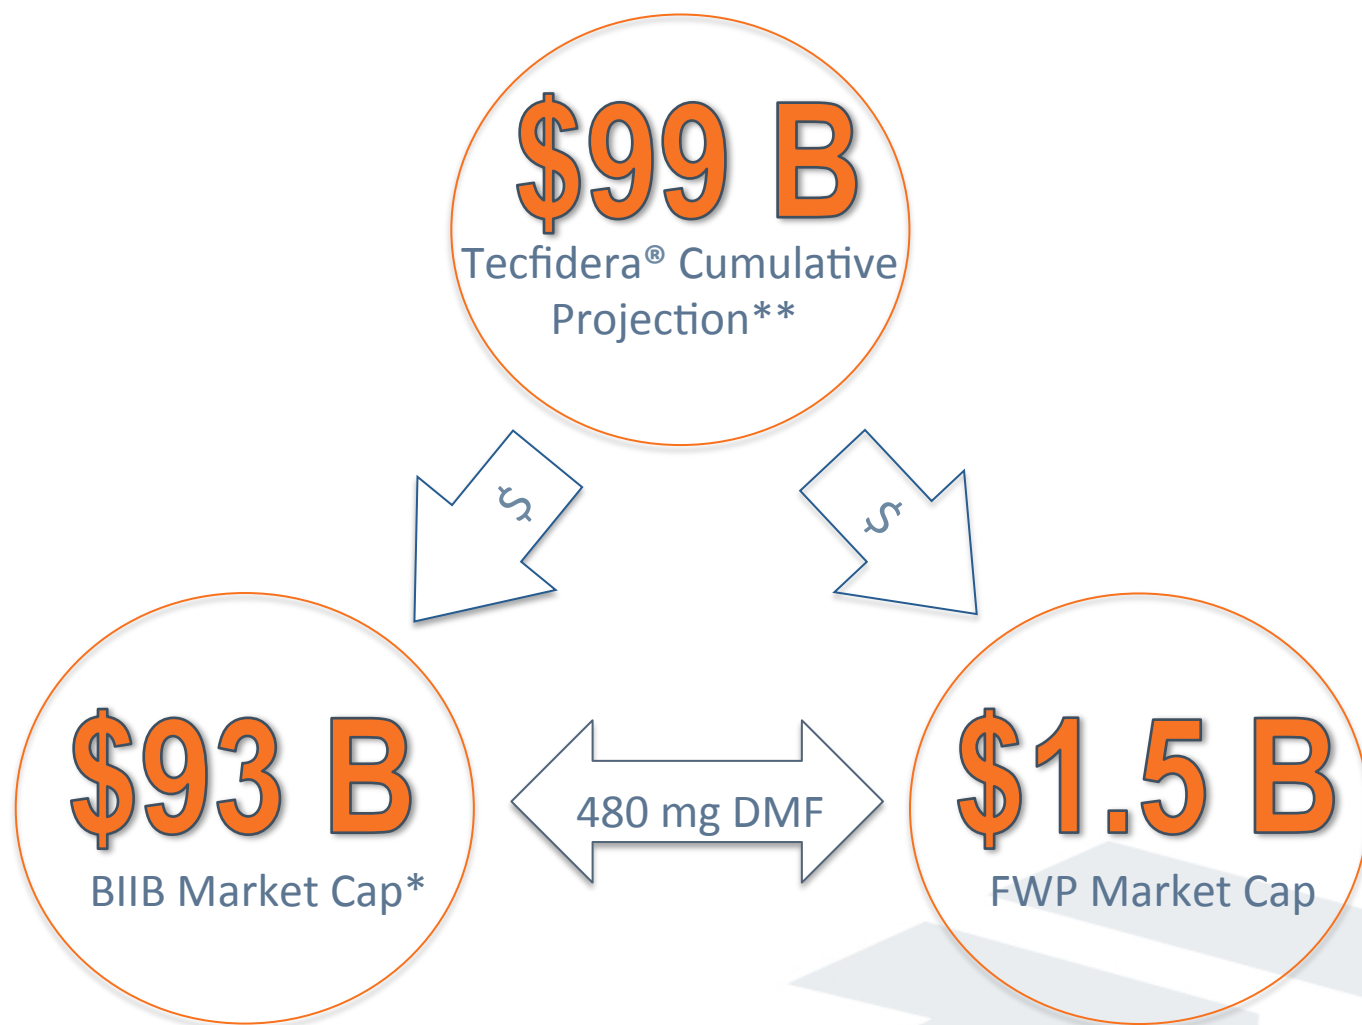 $99 B
Tecfidera® Cumulative
Projection**
$
$
$93 B
BIIB Market Cap*
480 mg DMF
$1.5 B
FWP Market Cap